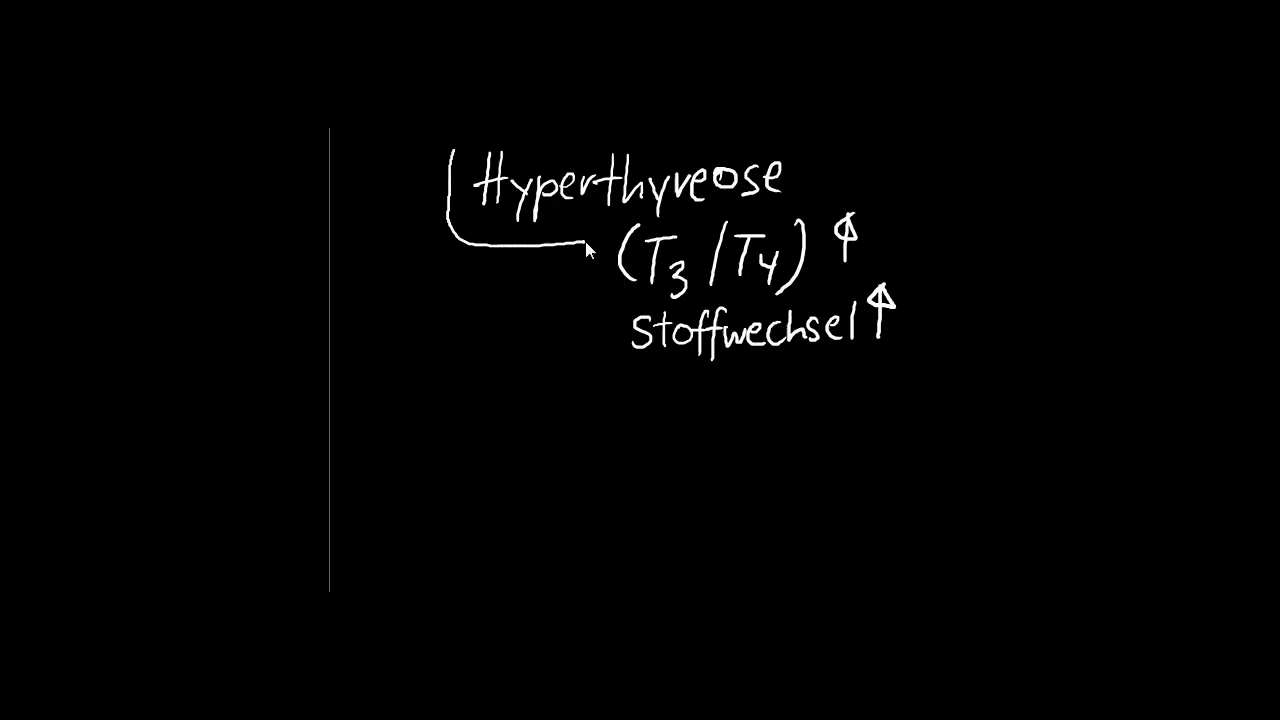 Hyperthyreose
(T₃/T₄) ↑
Stoffwechsel ↑